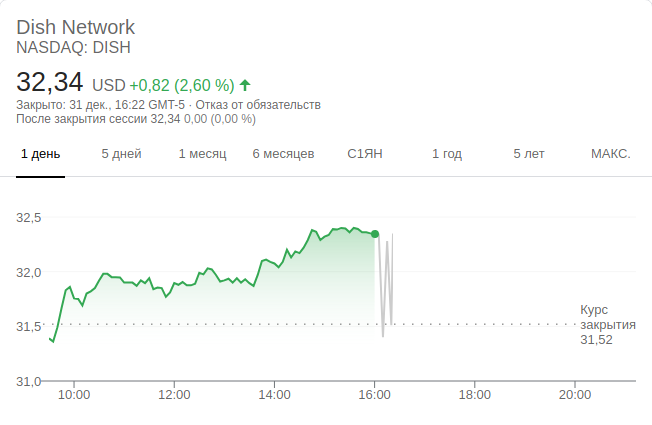 Dish Network
NASDAQ: DISH
32,34 USD +0,82 (2,60 %)
Закрыто: 31 дек., 16:22 GMT-5 · Отказ от обязательств
После закрытия сессии 32,34 0,00 (0,00 %)
1 день 5 дней 1 месяц 6 месяцев С1ЯН 1 год 5 лет МАКС.
32,5
32,0
31,5
31,0
Курс
закрытия
31,52
10:00 12:00 14:00 16:00 18:00 20:00